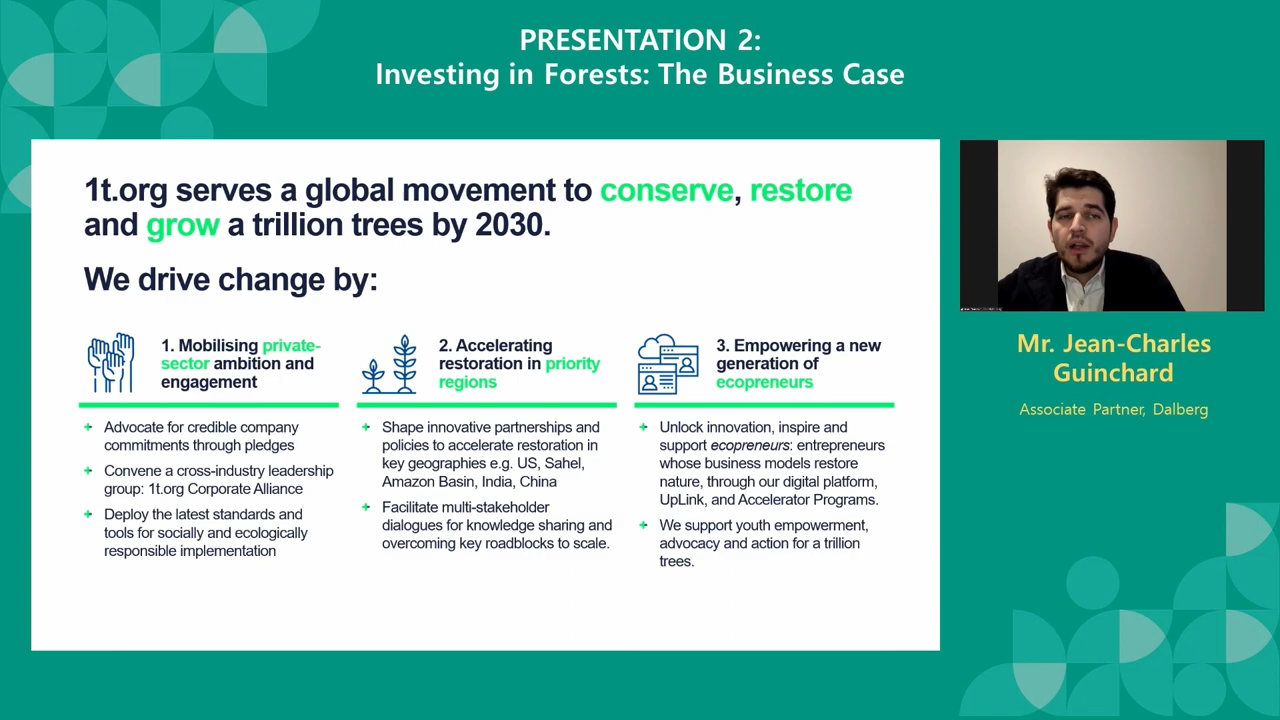 PRESENTATION 2:
Investing in Forests: The Business Case
1t.org serves a global movement to conserve, restore
and grow a trillion trees by 2030.
We drive change by:
1. Mobilising private-
sector ambition and
engagement
Advocate for credible company
commitments through pledges
Convene a cross-industry leadership
group: 1t.org Corporate Alliance
Deploy the latest standards and
tools for socially and ecologically
responsible implementation
2. Accelerating
restoration in priority
regions
Shape innovative partnerships and
policies to accelerate restoration in
key geographies e.g. US, Sahel,
Amazon Basin, India, China
Facilitate multi-stakeholder
dialogues for knowledge sharing and
overcoming key roadblocks to scale.
3. Empowering a new
generation of
ecopreneurs
Unlock innovation, inspire and
support ecopreneurs: entrepreneurs
whose business models restore
nature, through our digital platform,
UpLink, and Accelerator Programs.
We support youth empowerment,
advocacy and action for a trillion
trees.
Mr. Jean-Charles
Guinchard
Associate Partner, Dalberg